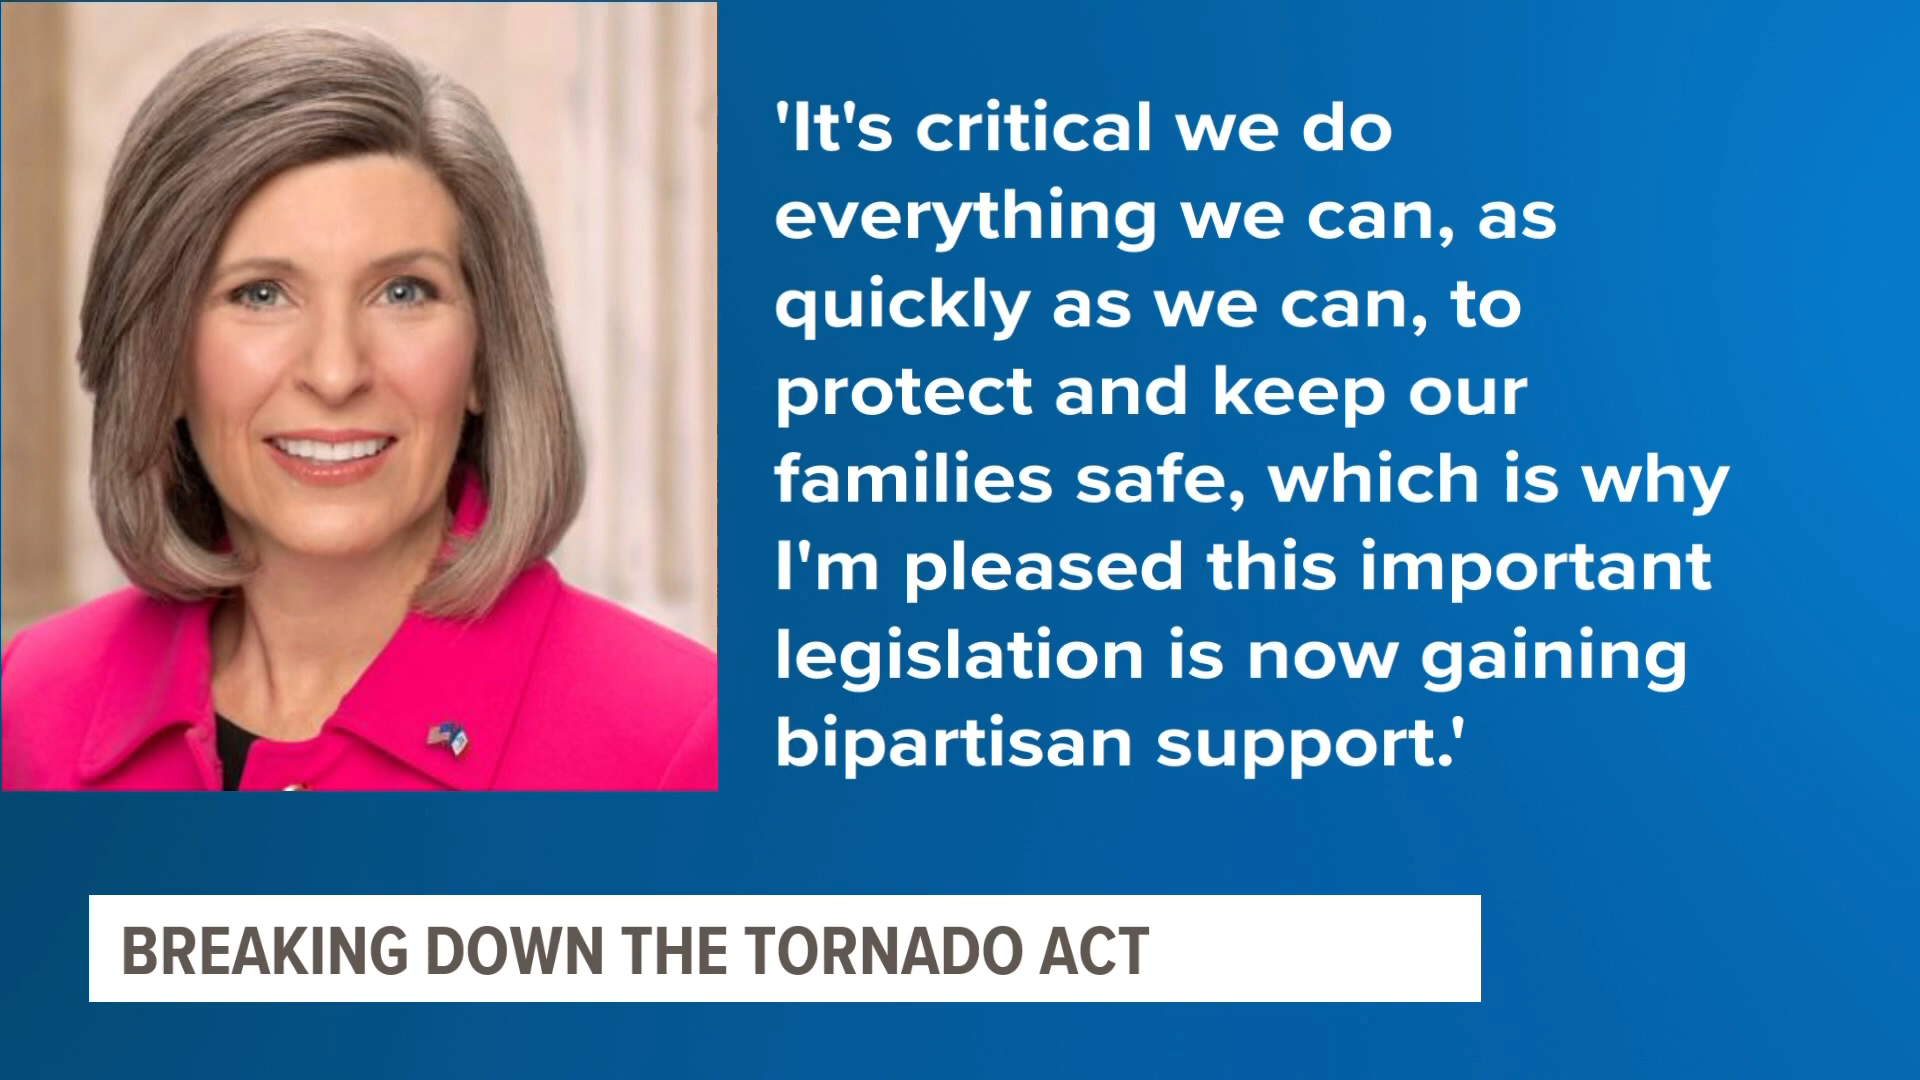 'It's critical we do
everything we can, as
quickly as we can, to
protect and keep our
families safe, which is why
I'm pleased this important
legislation is now gaining
bipartisan support.'
BREAKING DOWN THE TORNADO ACT